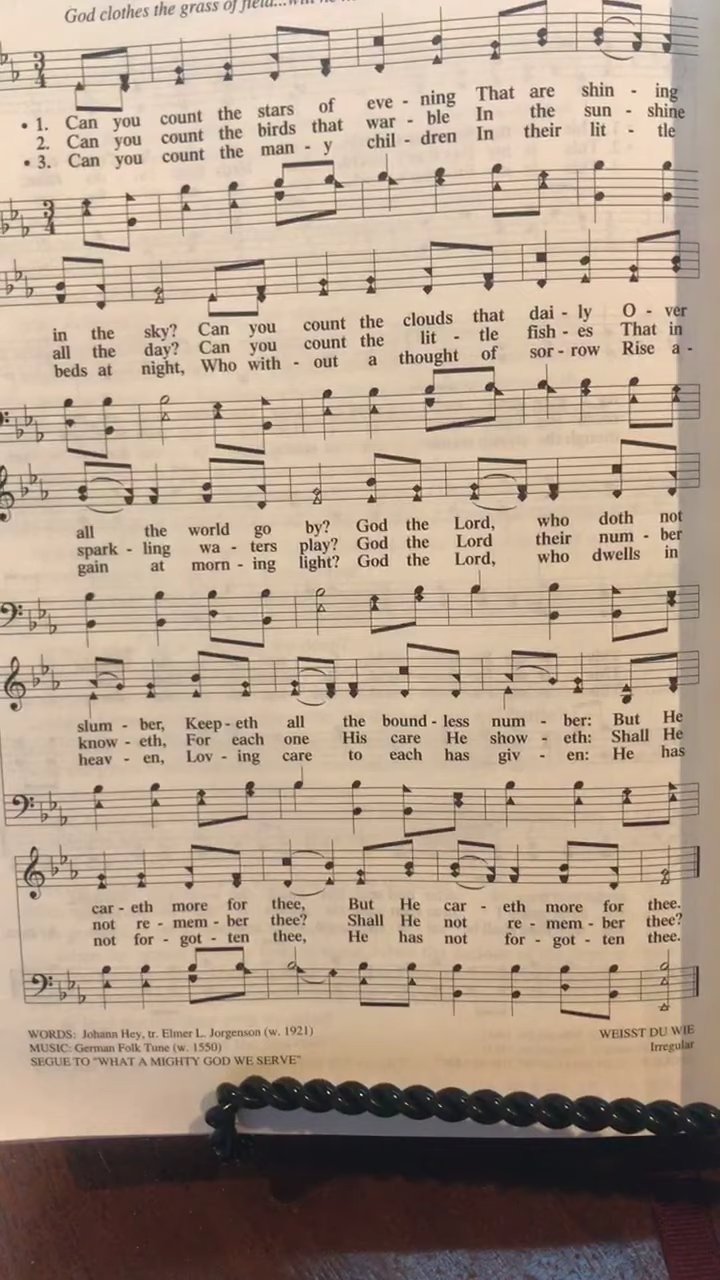 God clothes the grass of field...
3 4
• 1. Can you count the stars of eve - ning That are shin - ing
2. Can you count the birds that war - ble In the sun - shine
• 3. Can you count the man - y chil - dren In their lit - tle
3 4
in the sky? Can you count the clouds that dai - ly O - ver
all the day? Can you count the lit - tle fish - es That in
beds at night, Who with - out a thought of sor - row Rise a -
all the world go by? God the Lord, who doth not
spark - ling wa - ters play? God the Lord their num - ber
gain at morn - ing light? God the Lord, who dwells in
slum - ber, Keep - eth all the bound - less num - ber: But He
know - eth, For each one His care He show - eth: Shall He
heav - en, Lov - ing care to each has giv - en: He has
car - eth more for thee, But He car - eth more for thee.
not re - mem - ber thee? Shall He not re - mem - ber thee?
not for - got - ten thee, He has not for - got - ten thee.
WORDS: Johann Hey, tr. Elmer L. Jorgenson (w. 1921)
MUSIC: German Folk Tune (w. 1550)
SEGUE TO "WHAT A MIGHTY GOD WE SERVE"
WEISST DU WIE
Irregular